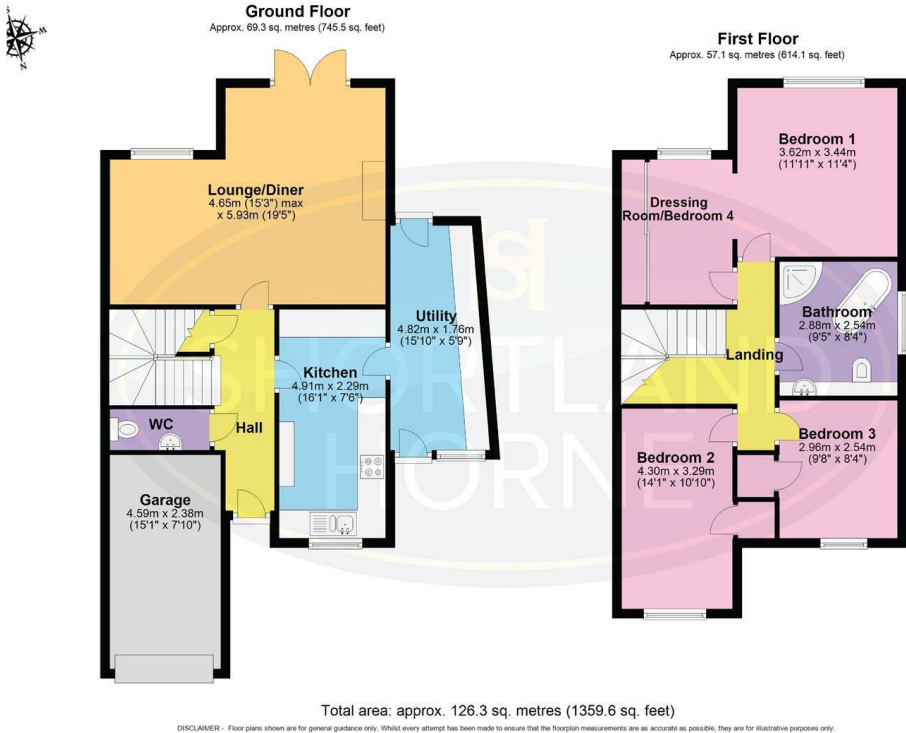 Ground Floor
Approx. 69.3 sq. metres (745.5 sq. feet)
First Floor
Approx. 57.1 sq. metres (614.1 sq. feet)
Lounge/Diner
4.65m (15'3") max
x 5.93m (19'5")
Utility
4.82m x 1.76m
(15'10" x 5'9")
Kitchen
4.91m x 2.29m
(16'1" x 7'6")
WC
Hall
Garage
4.59m x 2.38m
(15'1" x 7'10")
Bedroom 1
3.62m x 3.44m
(11'11" x 11'4")
Dressing
Room/Bedroom 4
Bathroom
2.88m x 2.54m
(9'5" x 8'4")
Landing
Bedroom 2
4.30m x 3.29m
(14'1" x 10'10")
Bedroom 3
2.96m x 2.54m
(9'8" x 8'4")
SHORTLAND
HORNE
Total area: approx. 126.3 sq. metres (1359.6 sq. feet)
DISCLAIMER - Floor plans shown are for general guidance only. Whilst every attempt has been made to ensure that the floorplan measurements are as accurate as possible, they are for illustrative purposes only.